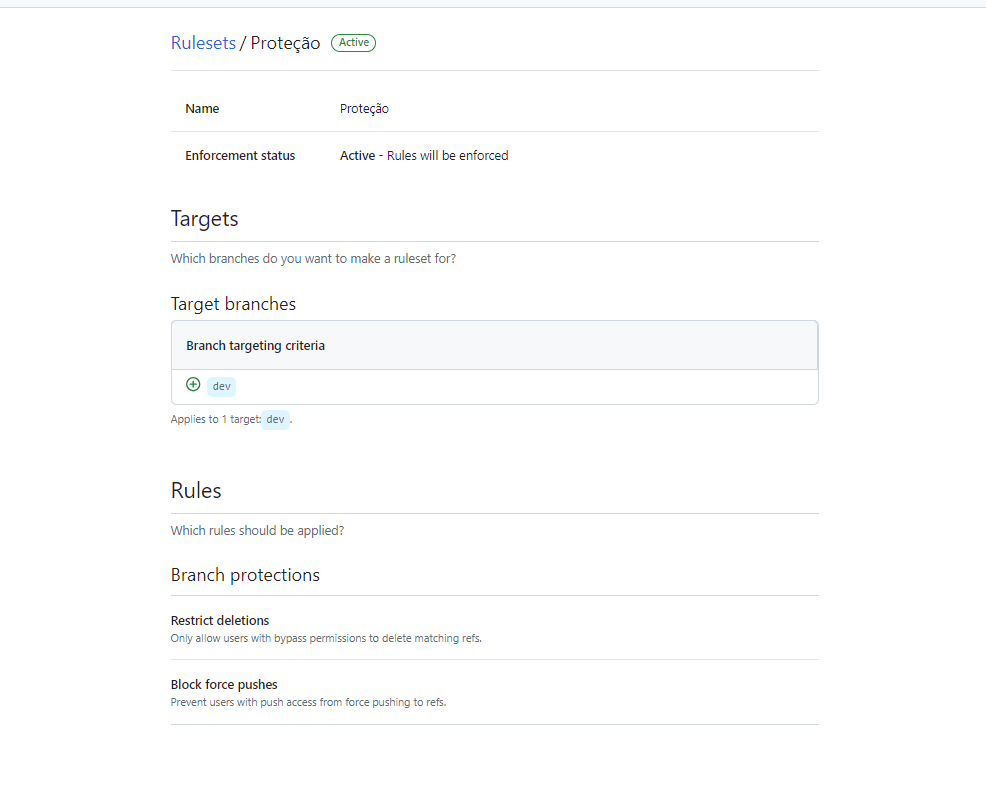 Rulesets / Proteção Active
Name Proteção
Enforcement status Active - Rules will be enforced
Targets
Which branches do you want to make a ruleset for?
Target branches
Branch targeting criteria
dev
Applies to 1 target: dev .
Rules
Which rules should be applied?
Branch protections
Restrict deletions
Only allow users with bypass permissions to delete matching refs.
Block force pushes
Prevent users with push access from force pushing to refs.